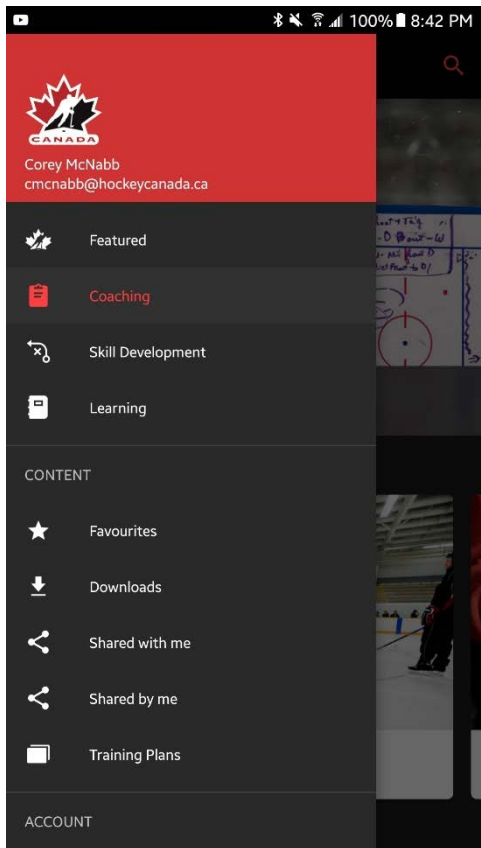 100% 8:42 PM
CANADA
Corey McNabb
cmcnabb@hockeycanada.ca
Featured
Coaching
Skill Development
Learning
CONTENT
Favourites
Downloads
Shared with me
Shared by me
Training Plans
ACCOUNT